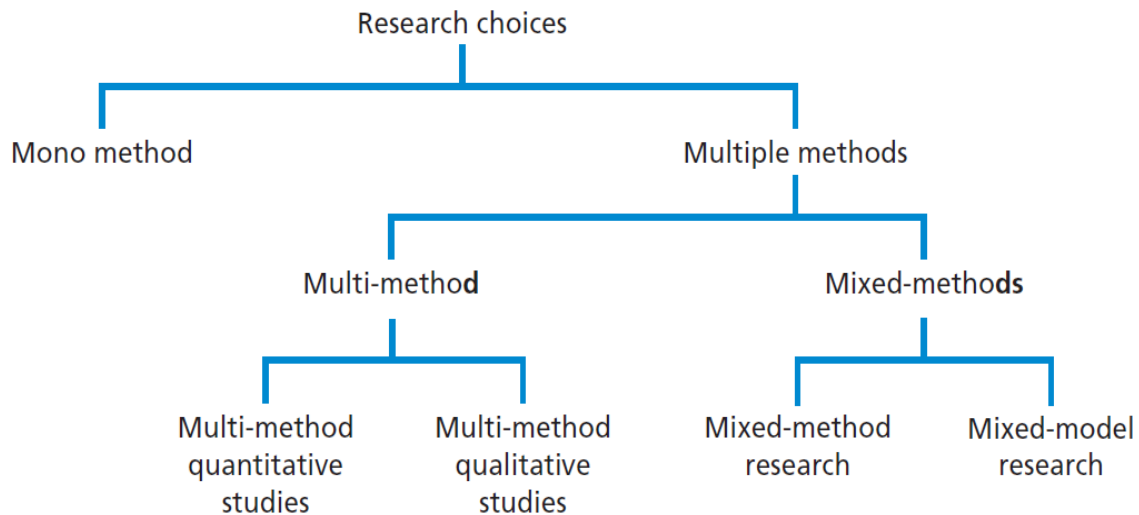 Research choices
Mono method
Multiple methods
Multi-method
Mixed-methods
Multi-method
quantitative
studies
Multi-method
qualitative
studies
Mixed-method
research
Mixed-model
research